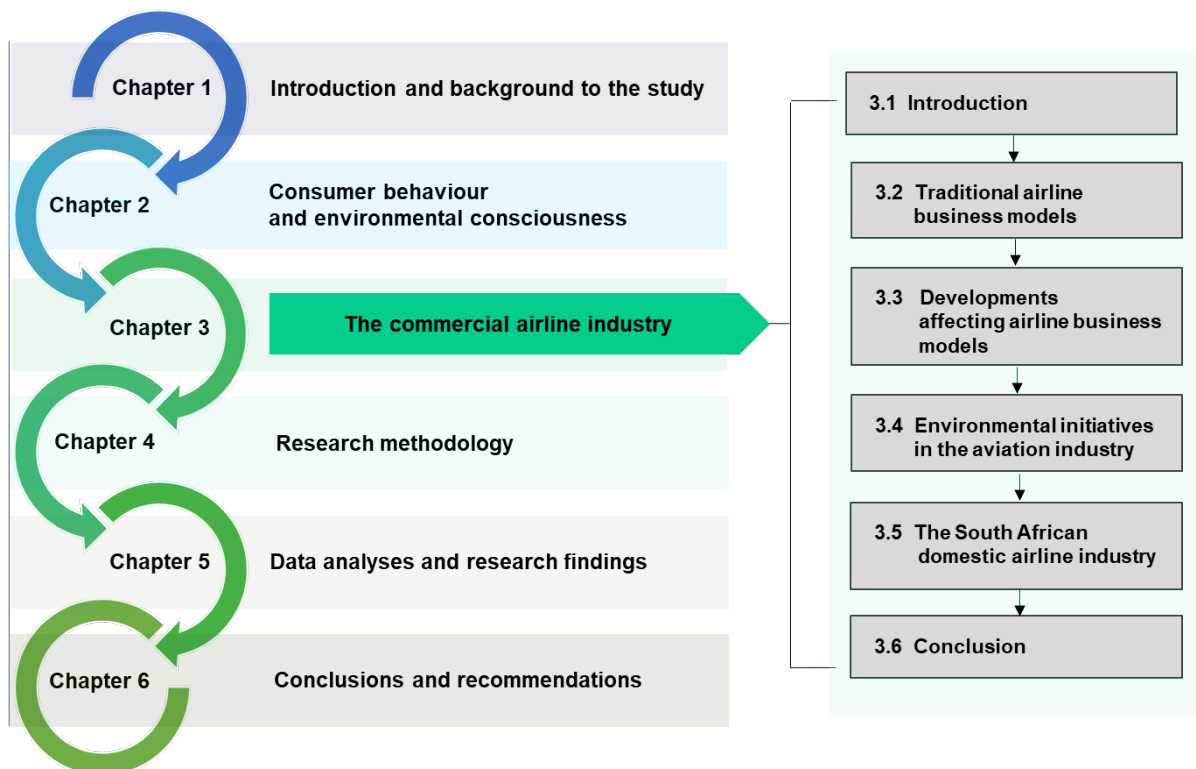 Chapter 1
Introduction and background to the study
Chapter 2
Consumer behaviour
and environmental consciousness
Chapter 3
The commercial airline industry
Chapter 4
Research methodology
Chapter 5
Data analyses and research findings
Chapter 6
Conclusions and recommendations
3.1 Introduction
3.2 Traditional airline
business models
3.3 Developments
affecting airline business
models
3.4 Environmental initiatives
in the aviation industry
3.5 The South African
domestic airline industry
3.6 Conclusion